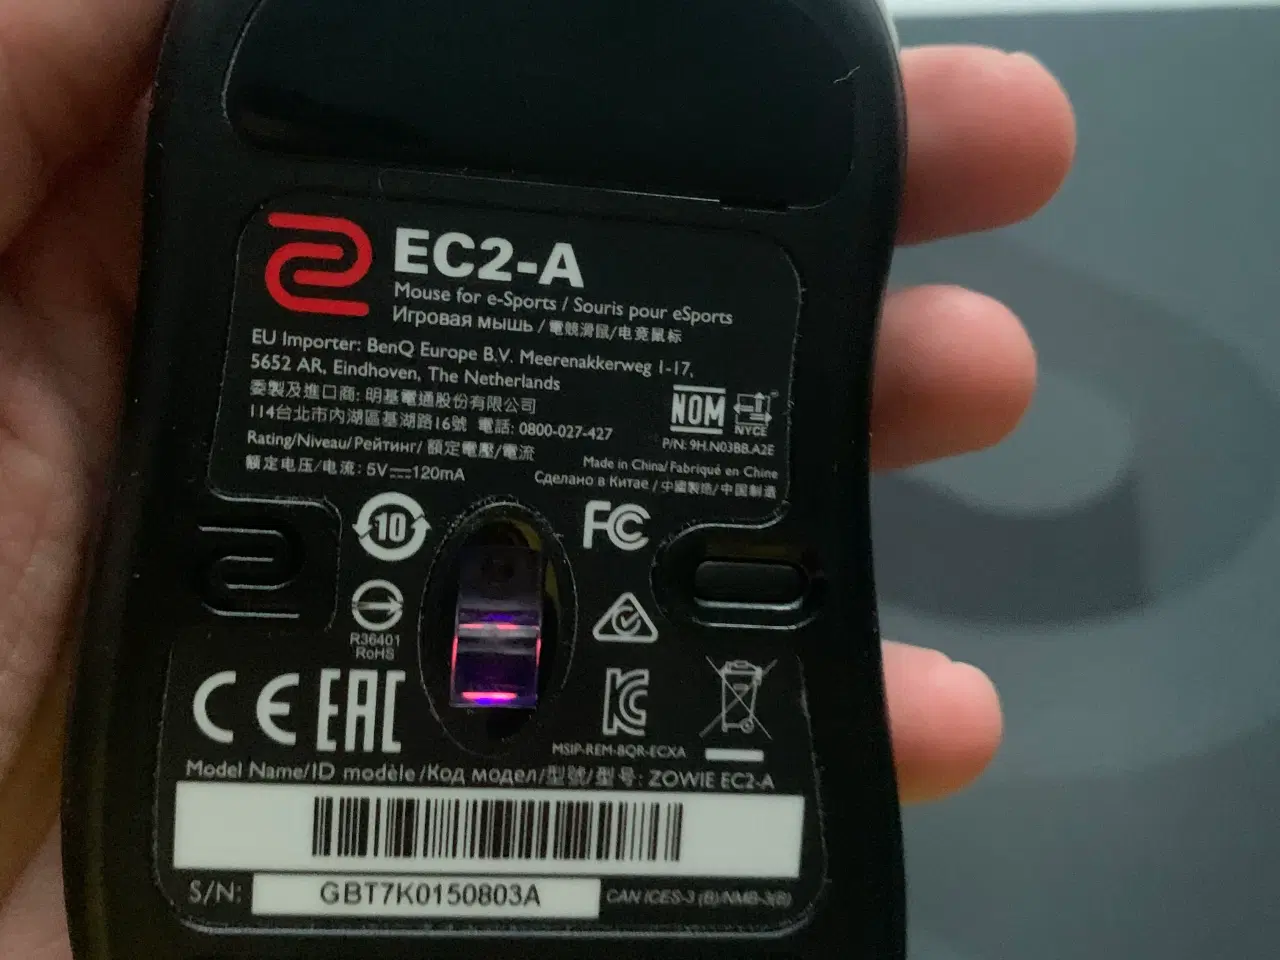 EC2-A
Mouse for e-Sports / Souris pour eSports
Игровая мышь / 電競滑鼠/电竞鼠标
EU Importer: BenQ Europe B.V. Meerenakkerweg 1-17,
5652 AR, Eindhoven, The Netherlands
委製及進口商: 明基電通股份有限公司
114台北市內湖區基湖路16號 電話: 0800-027-427
Rating/Niveau/Рейтинг/ 額定電壓/電流
额定电压/电流: 5V⎓120mA
NOM
NYCE
P/N: 9H.N03BB.A2E
Made in China/ Fabriqué en Chine
Сделано в Китае / 中國製造/中国制造
10
FC
R36401
RoHS
CE EAC
MSIP-REM-BQR-ECXA
Model Name/ID modèle/Код модел/型號/型号: ZOWIE EC2-A
S/N: GBT7K0150803A
CAN ICES-3 (B)/NMB-3(B)